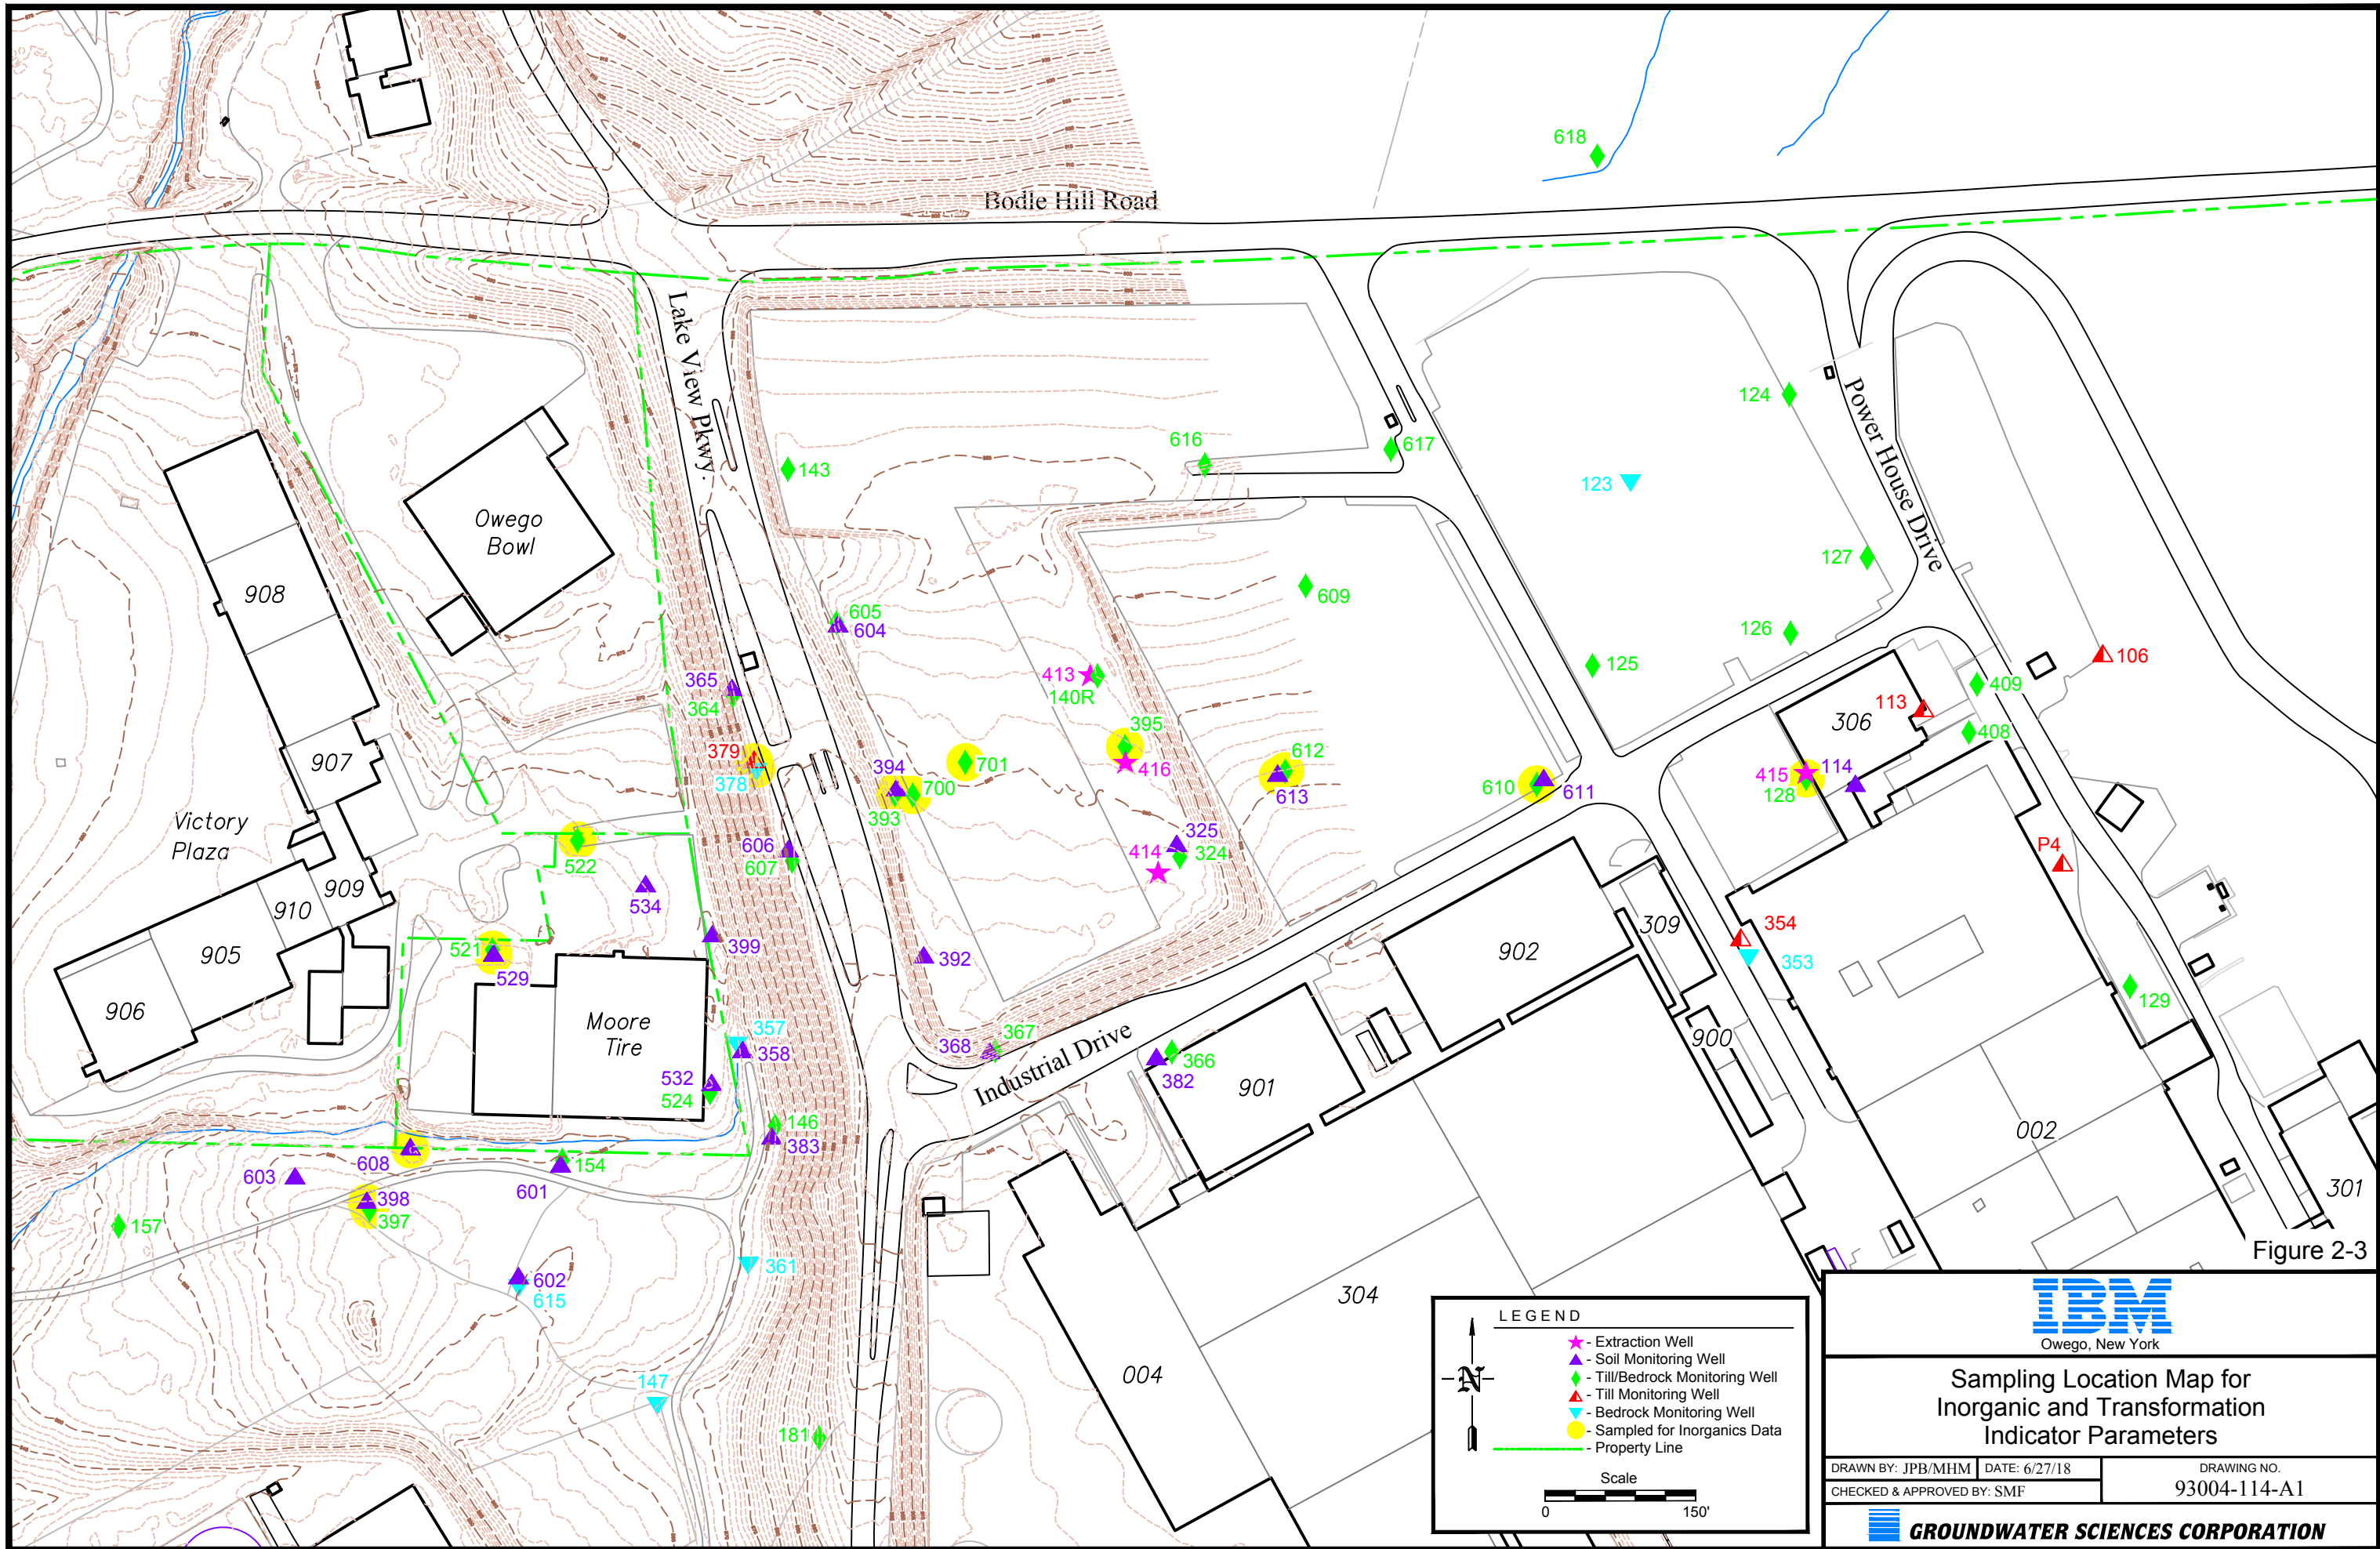 618
Bodle Hill Road
Lake View Pkwy.
Power House Drive
124
616
617
143
123
Owego
Bowl
127
908
609
605
604
126
125
106
413
140R
365
364
409
113
306
408
395
907
379
378
701
612
394
416
415
114
700
613
610
611
128
393
Victory
Plaza
325
522
606
414
324
P4
607
909
534
910
354
309
399
521
905
902
392
353
529
129
906
Moore
Tire
357
367
358
368
Industrial Drive
366
900
532
382
901
524
146
002
383
608
154
603
601
301
398
397
157
Figure 2-3
361
602
615
304
004
147
181
LEGEND
- Extraction Well
- Soil Monitoring Well
- Till/Bedrock Monitoring Well
- Till Monitoring Well
- Bedrock Monitoring Well
- Sampled for Inorganics Data
- Property Line
N
Scale
0 150'
IBM
Owego, New York
Sampling Location Map for
Inorganic and Transformation
Indicator Parameters
DRAWN BY: JPB/MHM DATE: 6/27/18
CHECKED & APPROVED BY: SMF
DRAWING NO.
93004-114-A1
GROUNDWATER SCIENCES CORPORATION